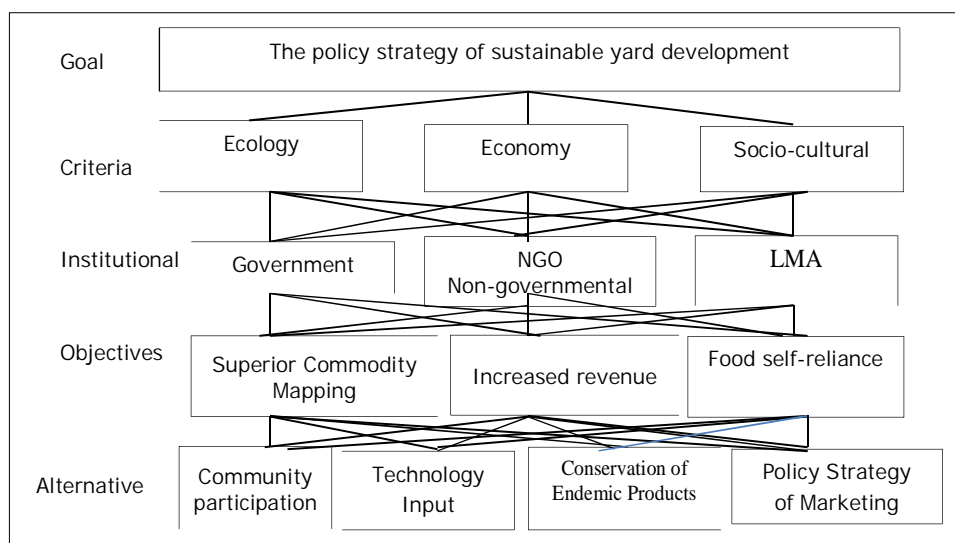 Goal
The policy strategy of sustainable yard development
Criteria
Ecology
Economy
Socio-cultural
Institutional
Government
NGO
Non-governmental
LMA
Objectives
Superior Commodity
Mapping
Increased revenue
Food self-reliance
Alternative
Community
participation
Technology
Input
Conservation of
Endemic Products
Policy Strategy
of Marketing